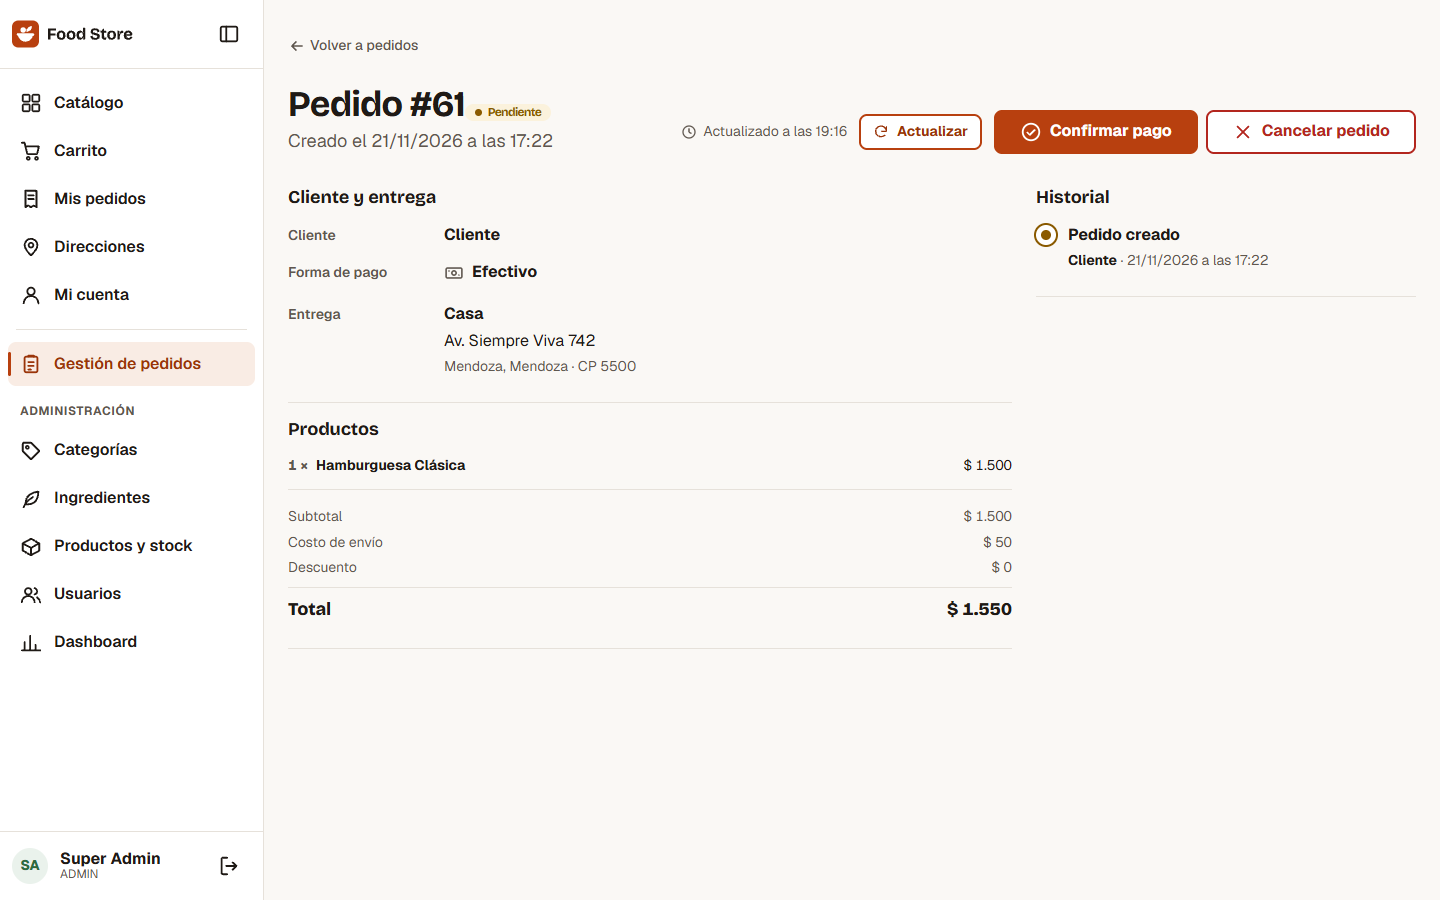 Food Store
Catálogo
Carrito
Mis pedidos
Direcciones
Mi cuenta
Gestión de pedidos
ADMINISTRACIÓN
Categorías
Ingredientes
Productos y stock
Usuarios
Dashboard
SA
Super Admin
ADMIN
Volver a pedidos
Pedido #61 Pendiente
Creado el 21/11/2026 a las 17:22
Actualizado a las 19:16
Actualizar
Confirmar pago
Cancelar pedido
Cliente y entrega
Cliente Cliente
Forma de pago Efectivo
Entrega Casa
Av. Siempre Viva 742
Mendoza, Mendoza · CP 5500
Productos
1 × Hamburguesa Clásica $ 1.500
Subtotal $ 1.500
Costo de envío $ 50
Descuento $ 0
Total $ 1.550
Historial
Pedido creado
Cliente · 21/11/2026 a las 17:22